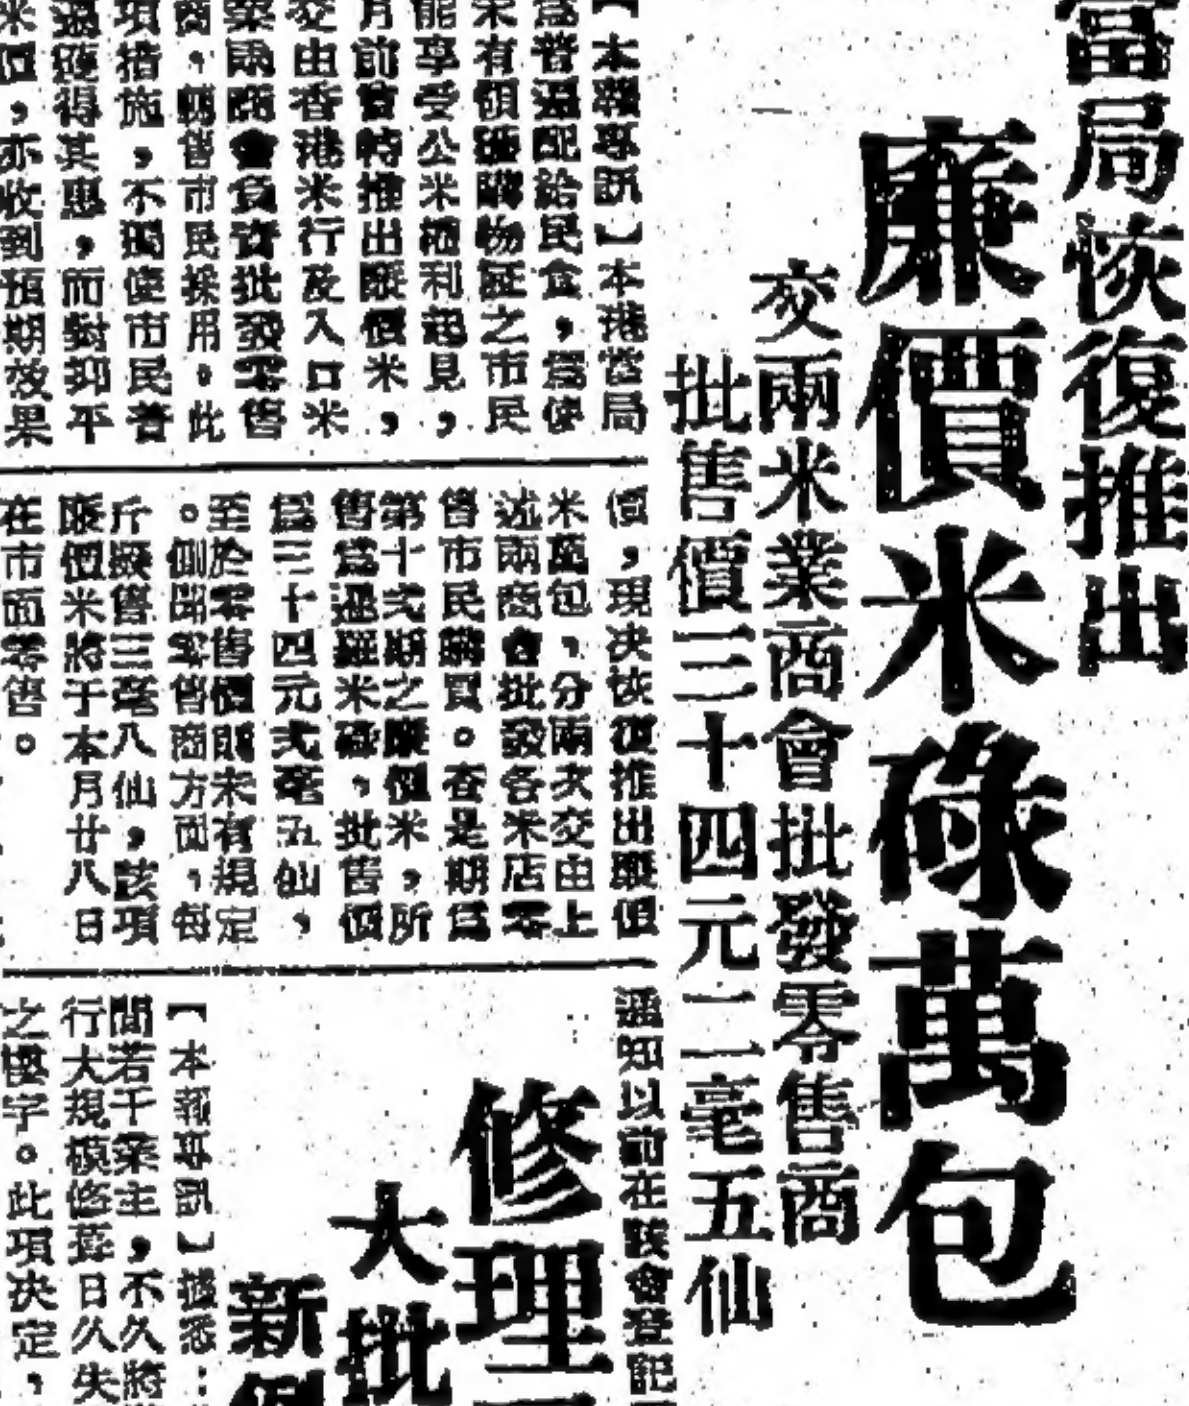 當局恢復推出
廉價米碌萬包
交兩米業商會批發零售商
批售價三十四元二毫五仙
【本報專訊】本港當局
爲普遍配給民食，爲使
未有領獲購物証之市民
能享受公米福利起見，
月前曾特推出廉價米，
交由香港米行及入口米
業兩商會負責批發零售
商，轉售市民採用。此
項措施，不獨使市民普
遍獲得其惠，而對抑平
米價，亦收到預期效果
價，現决恢復推出廉價
米萬包，分兩次交由上
述兩商會批發各米店零
售市民購買。查是期爲
第十弍期之廉價米，所
售爲暹羅米碌，批售價
爲三十四元弍毫五仙，
至於零售價則未有規定
。但聞零售商方面，每
斤擬售三毫八仙，該項
廉價米將于本月廿八日
在市面零售。
通知以前在該會登記
修理
大批
新
【本報專訊】據悉：
聞若干業主，不久將
行大規模修葺日久失
之樓宇。此項决定，